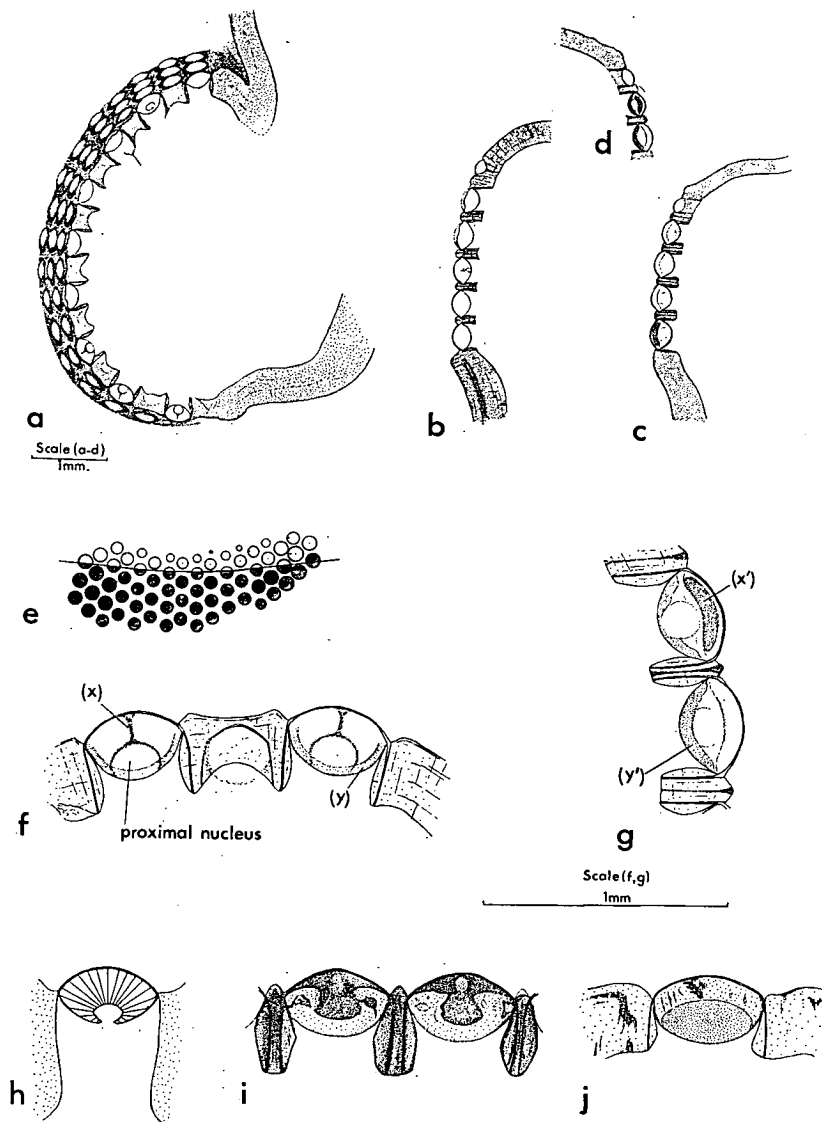 a
Scale (a-d)
1mm.
b
c
d
e
(x)
(y)
proximal nucleus
f
(x')
(y')
g
Scale (f,g)
1mm
h
i
j